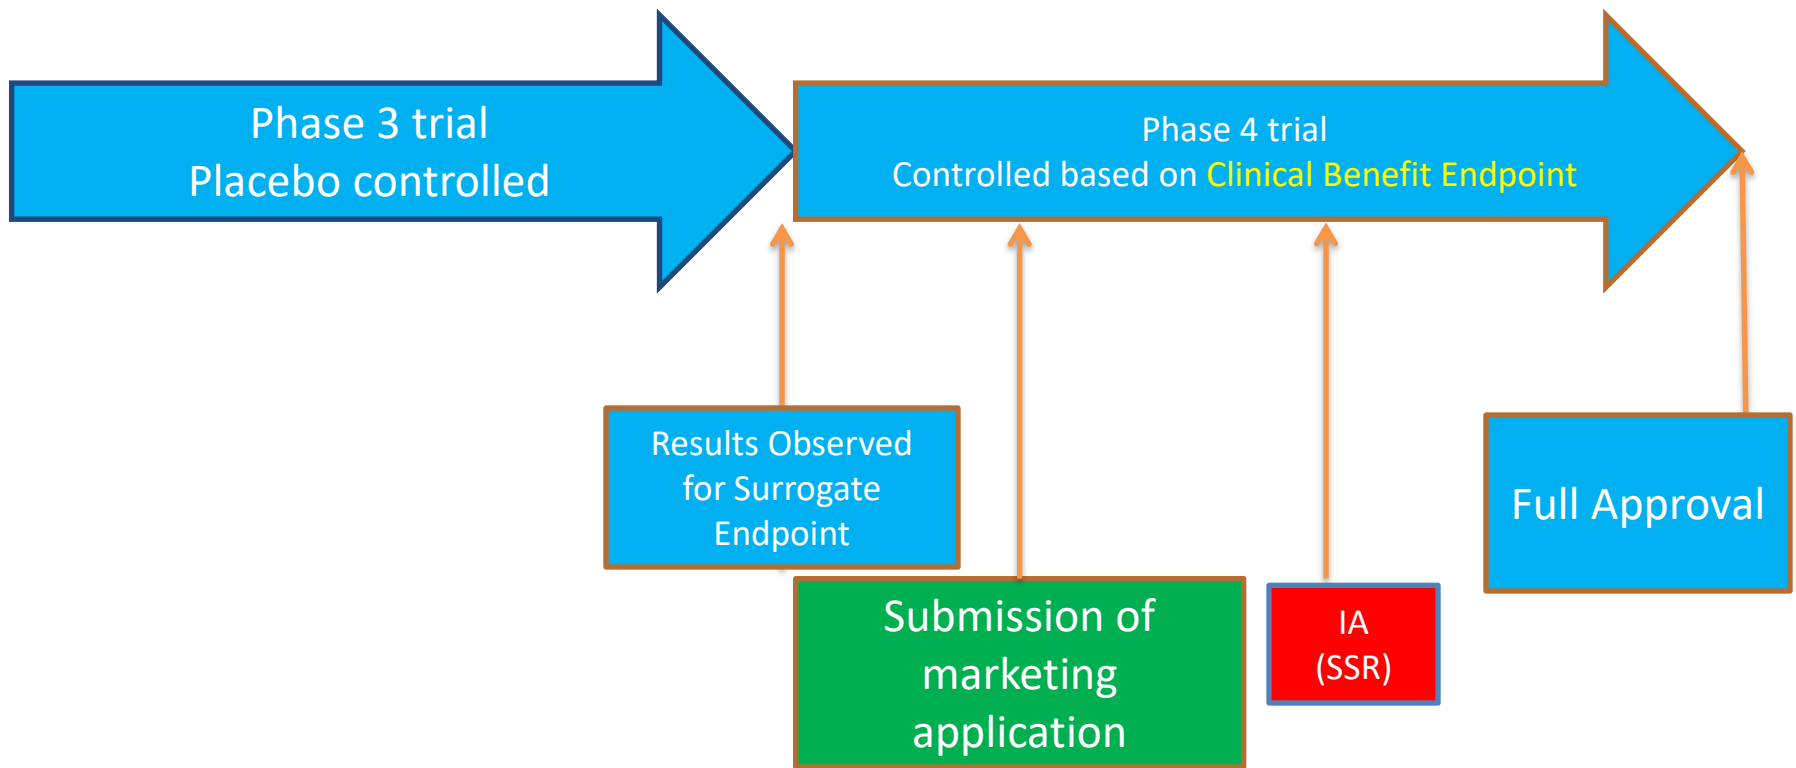 Phase 3 trial
Placebo controlled
Phase 4 trial
Controlled based on Clinical Benefit Endpoint
Results Observed
for Surrogate
Endpoint
Submission of
marketing
application
IA
(SSR)
Full Approval